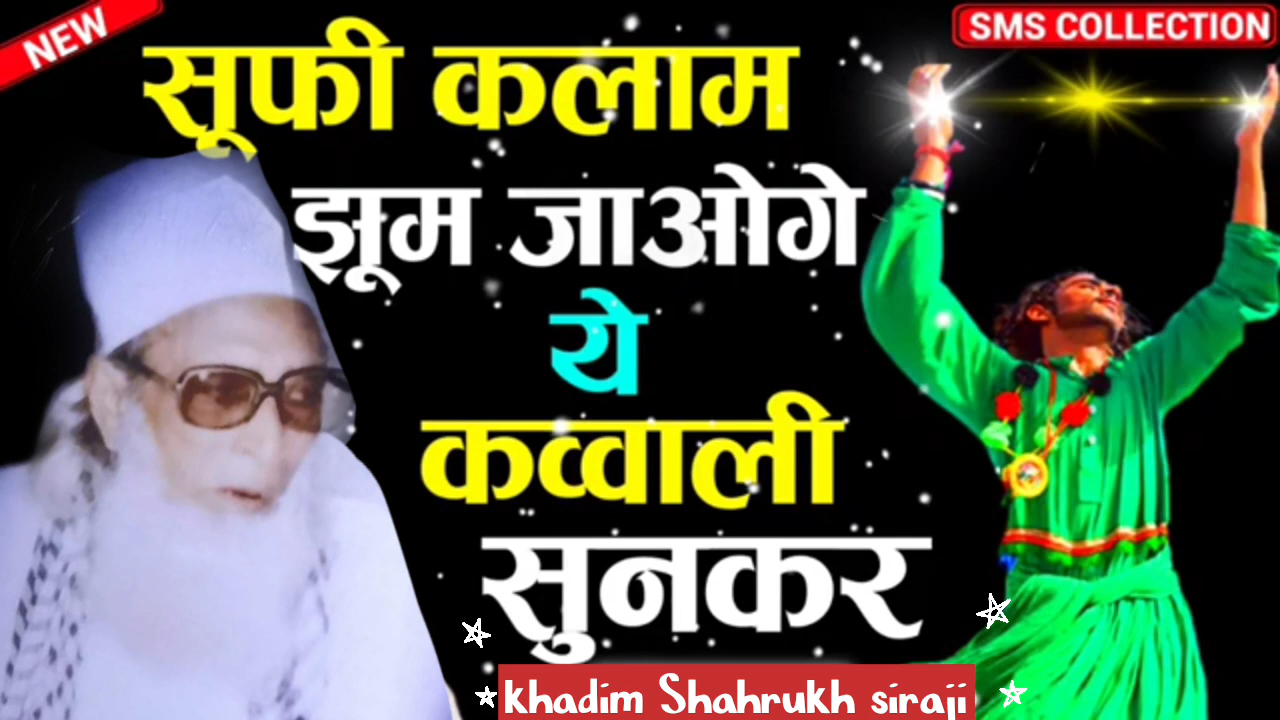 NEW
SMS COLLECTION
सूफी कलाम
झूम जाओगे
ये
कव्वाली
सुनकर
khadim Shahrukh siraji